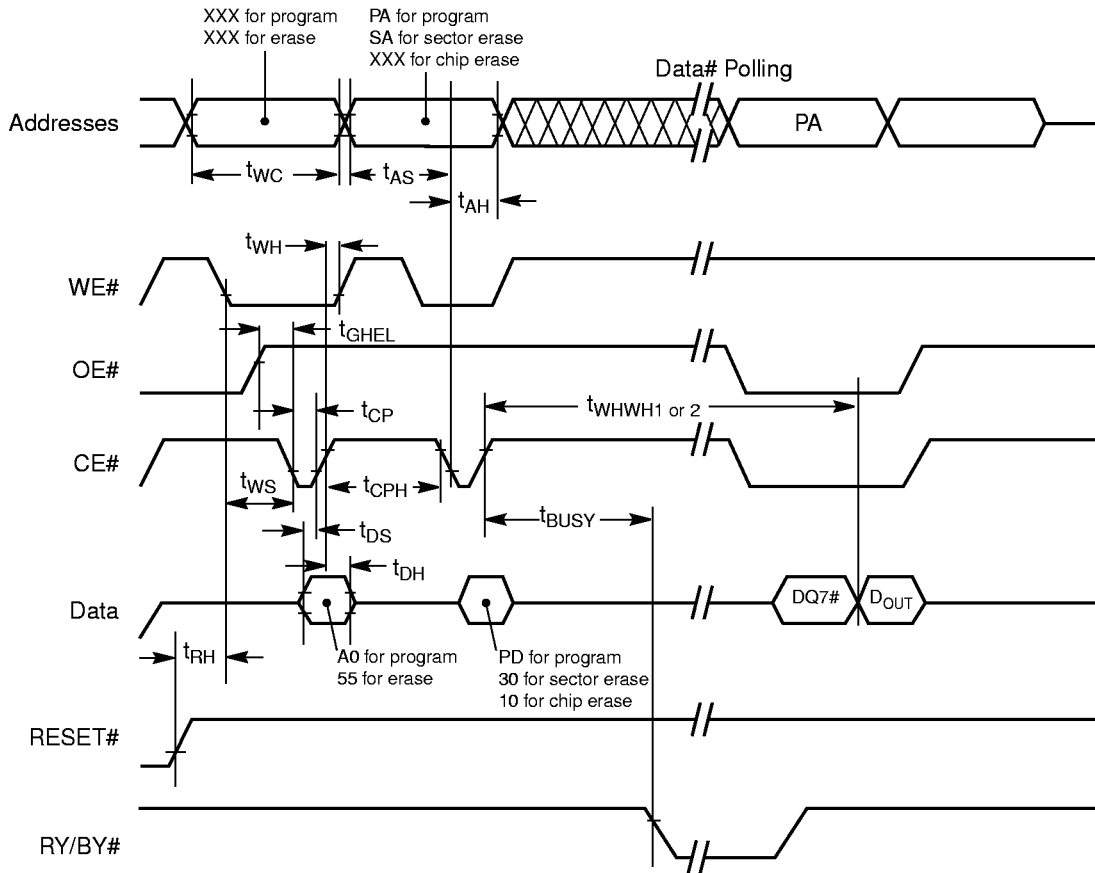 XXX for program
XXX for erase
PA for program
SA for sector erase
XXX for chip erase
Data# Polling
Addresses
PA
tWC
tAS
tAH
tWH
WE#
tGHEL
OE#
tCP
tWHWH1 or 2
CE#
tWS
tCPH
tBUSY
tDS
tDH
Data
DQ7#
DOUT
tRH
A0 for program
55 for erase
PD for program
30 for sector erase
10 for chip erase
RESET#
RY/BY#